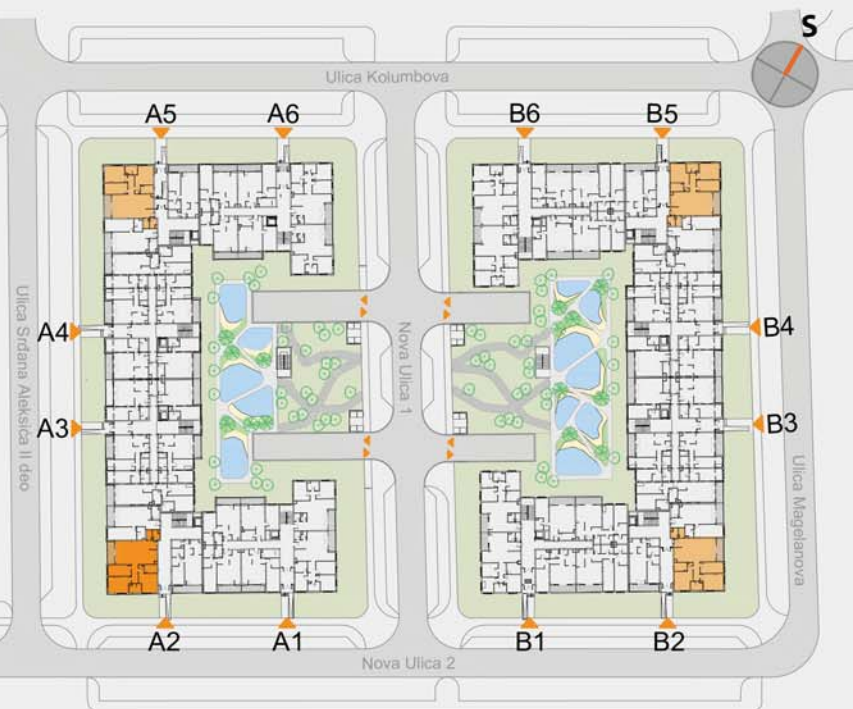 S
Ulica Kolumbova
A5
A6
B6
B5
Ulica Srđana Aleksića II deo
A4
Nova Ulica 1
B4
A3
B3
Ulica Magelanova
A2
A1
B1
B2
Nova Ulica 2